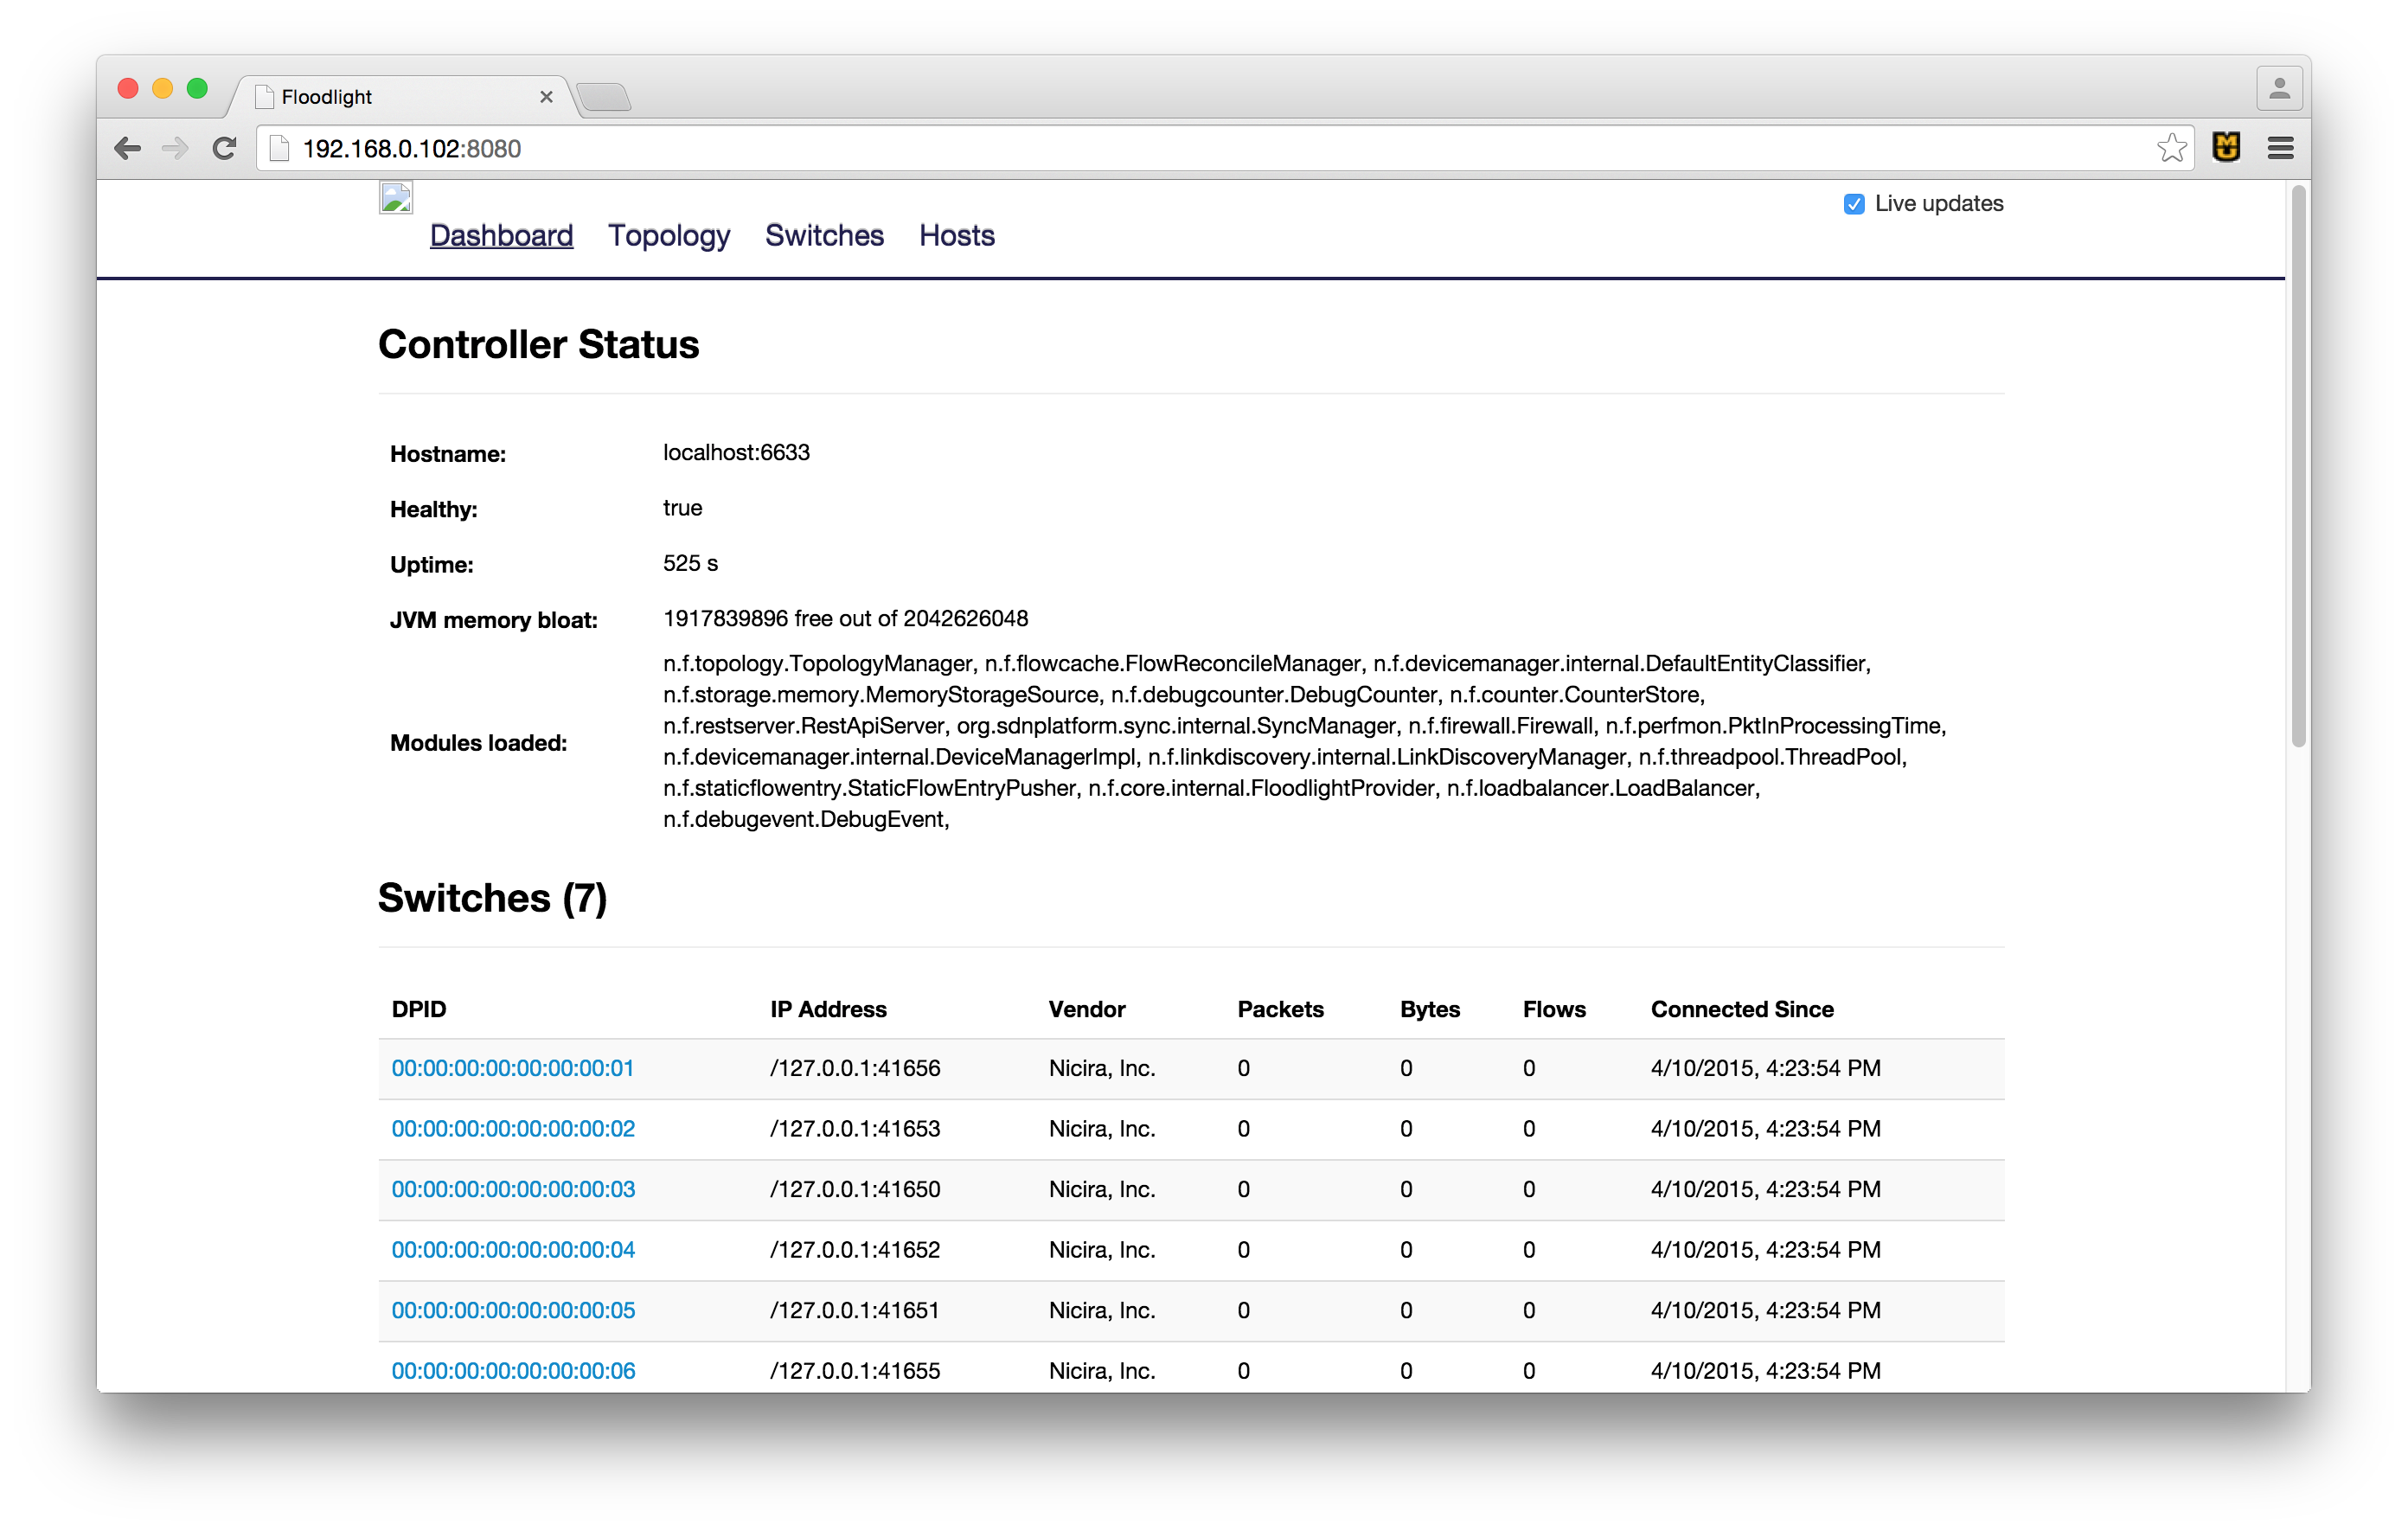 Floodlight
192.168.0.102:8080
MU
Live updates
Dashboard Topology Switches Hosts
Controller Status
Hostname: localhost:6633
Healthy: true
Uptime: 525 s
JVM memory bloat: 1917839896 free out of 2042626048
Modules loaded: n.f.topology.TopologyManager, n.f.flowcache.FlowReconcileManager, n.f.devicemanager.internal.DefaultEntityClassifier,
n.f.storage.memory.MemoryStorageSource, n.f.debugcounter.DebugCounter, n.f.counter.CounterStore,
n.f.restserver.RestApiServer, org.sdnplatform.sync.internal.SyncManager, n.f.firewall.Firewall, n.f.perfmon.PktInProcessingTime,
n.f.devicemanager.internal.DeviceManagerImpl, n.f.linkdiscovery.internal.LinkDiscoveryManager, n.f.threadpool.ThreadPool,
n.f.staticflowentry.StaticFlowEntryPusher, n.f.core.internal.FloodlightProvider, n.f.loadbalancer.LoadBalancer,
n.f.debugevent.DebugEvent,
Switches (7)
DPID IP Address Vendor Packets Bytes Flows Connected Since
00:00:00:00:00:00:00:01 /127.0.0.1:41656 Nicira, Inc. 0 0 0 4/10/2015, 4:23:54 PM
00:00:00:00:00:00:00:02 /127.0.0.1:41653 Nicira, Inc. 0 0 0 4/10/2015, 4:23:54 PM
00:00:00:00:00:00:00:03 /127.0.0.1:41650 Nicira, Inc. 0 0 0 4/10/2015, 4:23:54 PM
00:00:00:00:00:00:00:04 /127.0.0.1:41652 Nicira, Inc. 0 0 0 4/10/2015, 4:23:54 PM
00:00:00:00:00:00:00:05 /127.0.0.1:41651 Nicira, Inc. 0 0 0 4/10/2015, 4:23:54 PM
00:00:00:00:00:00:00:06 /127.0.0.1:41655 Nicira, Inc. 0 0 0 4/10/2015, 4:23:54 PM